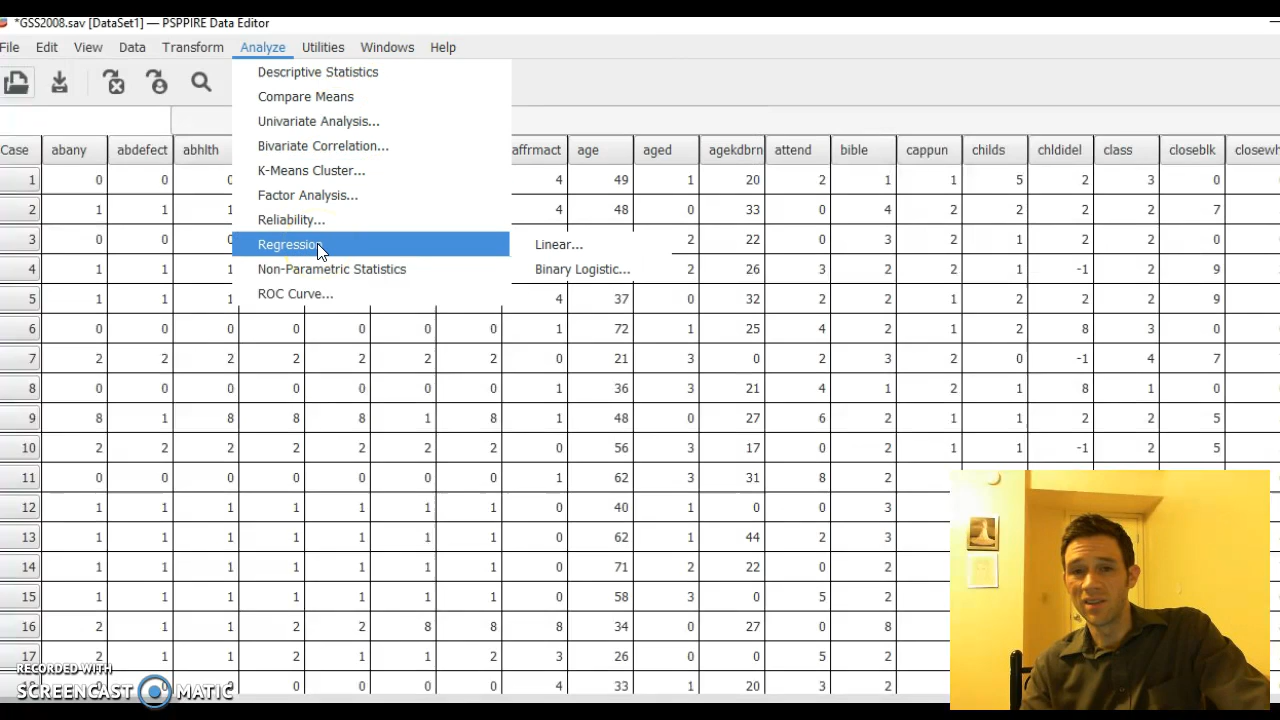 *GSS2008.sav [DataSet1] — PSPPIRE Data Editor
File Edit View Data Transform Analyze Utilities Windows Help
Descriptive Statistics
Compare Means
Univariate Analysis...
Bivariate Correlation...
K-Means Cluster...
Factor Analysis...
Reliability...
Regression
Linear...
Non-Parametric Statistics
Binary Logistic...
ROC Curve...
Case abany abdefect abhlth affrmact age aged agekdbrn attend bible cappun childs chldidel class closeblk closewh
1 0 0 0 4 49 1 20 2 1 1 5 2 3 0
2 1 1 1 4 48 0 33 0 4 2 2 2 2 7
3 0 0 0 2 22 0 3 2 1 2 2 0
4 1 1 1 2 26 3 2 2 1 -1 2 9
5 1 1 1 4 37 0 32 2 2 1 1 2 2 9
6 0 0 0 0 0 0 0 1 72 1 25 4 2 1 2 8 3 0
7 2 2 2 2 2 2 2 0 21 3 0 2 3 2 0 -1 4 7
8 0 0 0 0 0 0 0 1 36 3 21 4 1 2 1 8 1 0
9 8 1 8 8 8 1 8 1 48 0 27 6 2 1 1 2 2 5
10 2 2 2 2 2 2 2 0 56 3 17 0 2 1 1 -1 2 5
11 0 0 0 0 0 0 0 1 62 3 31 8 2
12 1 1 1 1 1 1 1 0 40 1 0 0 3
13 1 1 1 1 1 1 1 0 62 1 44 2 3
14 1 1 1 1 1 1 1 0 71 2 22 0 2
15 1 1 1 1 1 1 1 0 58 3 0 5 2
16 2 1 1 2 2 8 8 8 34 0 27 0 8
17 2 1 1 2 1 1 2 3 26 0 0 5 2
0 0 0 0 4 33 1 20 3 2
RECORDED WITH
SCREENCAST MATIC